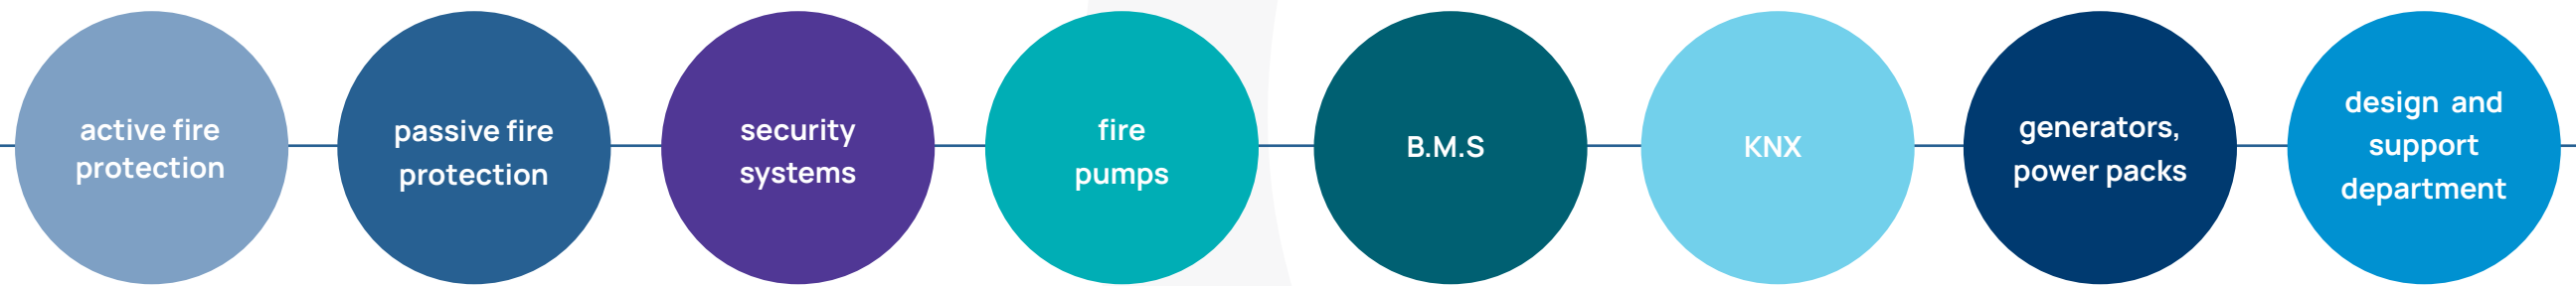 active fire
protection
passive fire
protection
security
systems
fire
pumps
B.M.S
KNX
generators,
power packs
design and
support
department